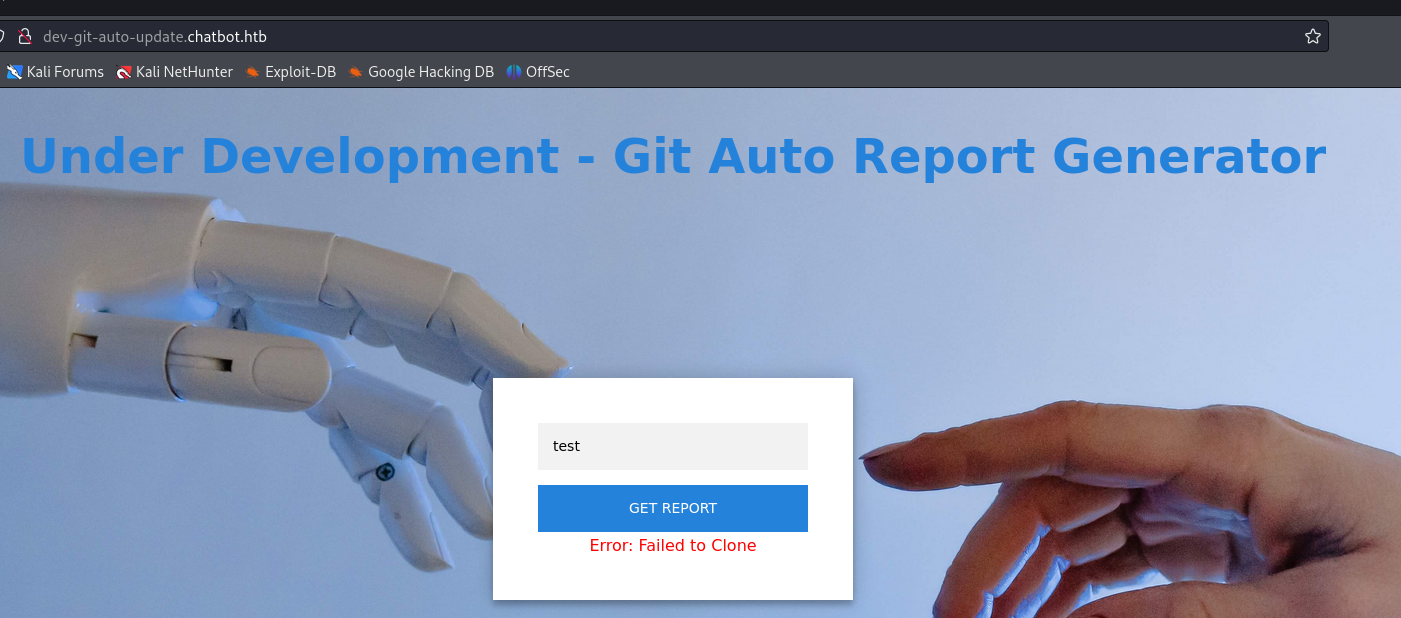 dev-git-auto-update.chatbot.htb
Kali Forums Kali NetHunter Exploit-DB Google Hacking DB OffSec
Under Development - Git Auto Report Generator
test
GET REPORT
Error: Failed to Clone